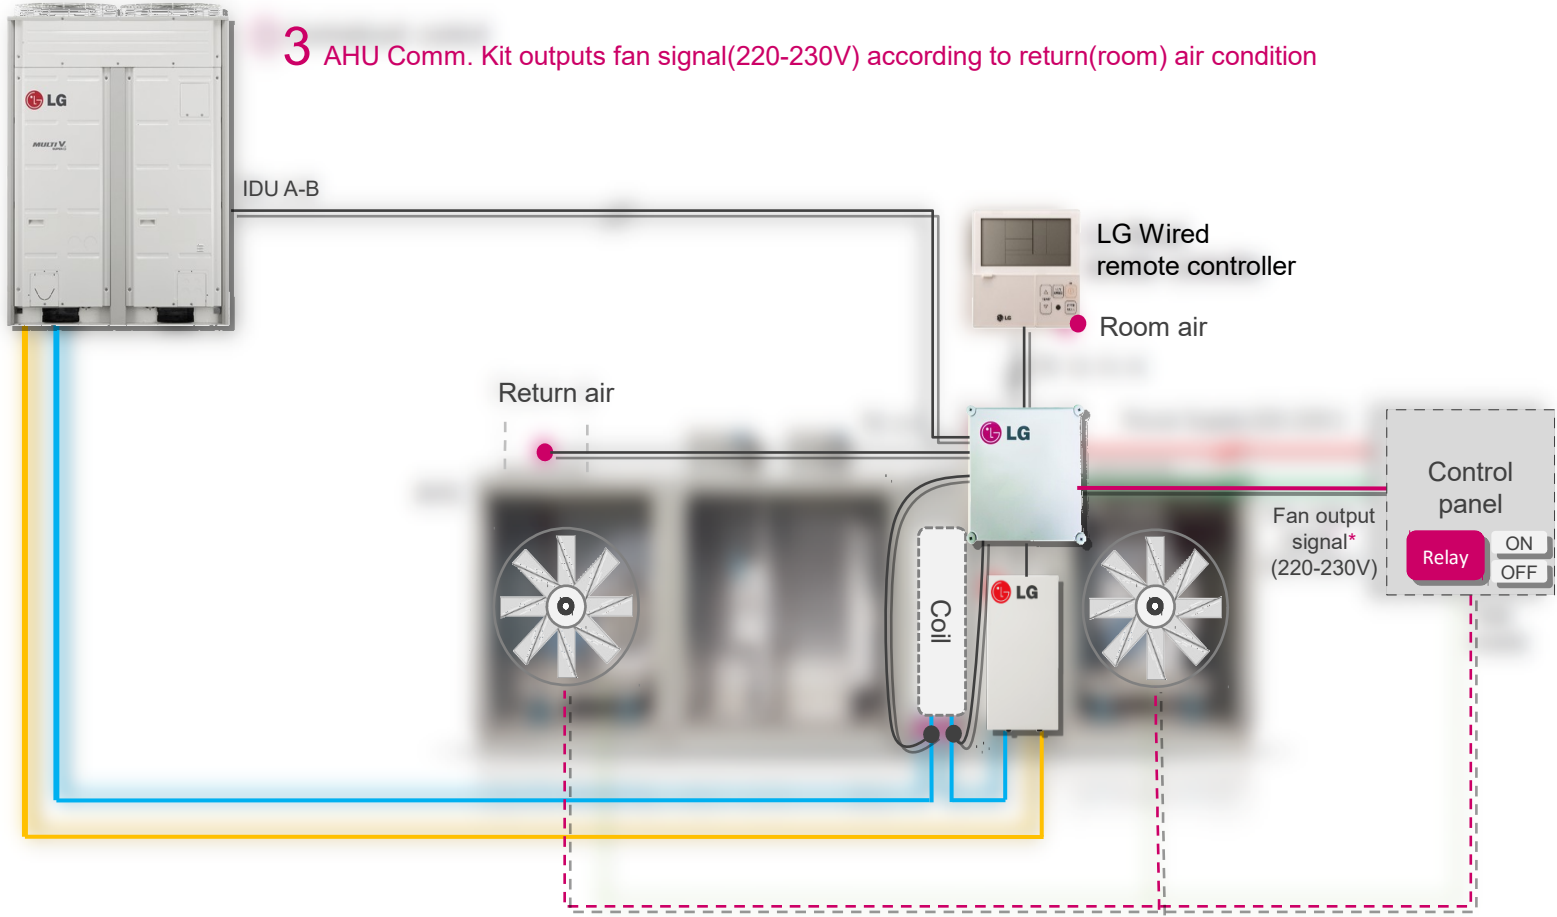 3 AHU Comm. Kit outputs fan signal(220-230V) according to return(room) air condition
LG
MULTI V
IDU A-B
LG Wired
remote controller
LG
Room air
Return air
LG
Control
panel
Fan output
signal*
(220-230V)
Relay
ON
OFF
LG
Coil